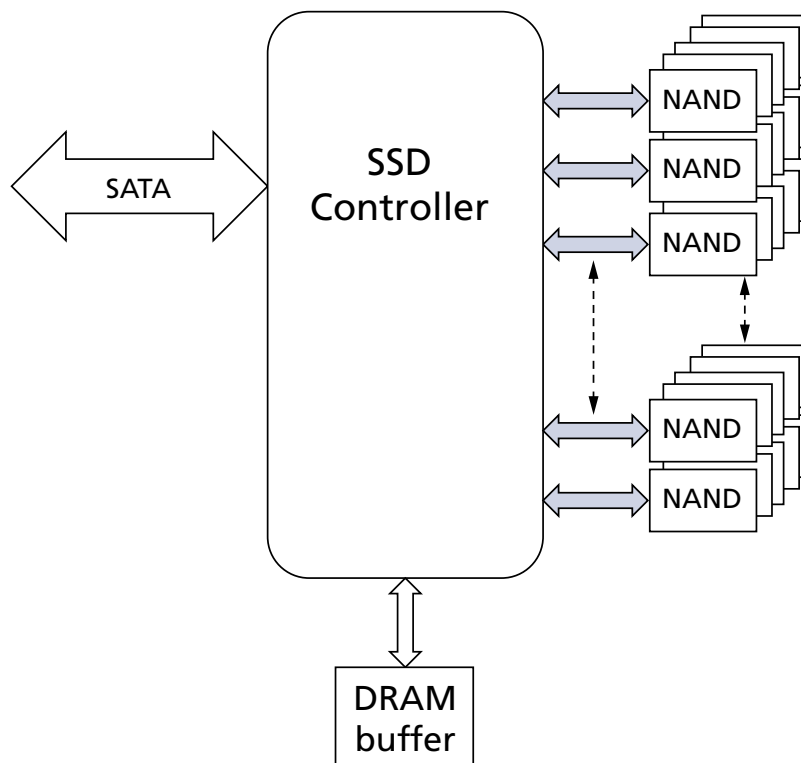 NAND
SSD
NAND
SATA
Controller
NAND
NAND
NAND
DRAM
buffer